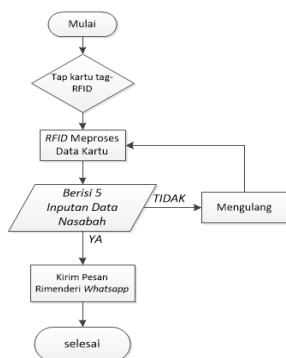 Mulai
Tap kartu tag-
RFID
RFID Meproses
Data Kartu
Berisi 5
Inputan Data
Nasabah
TIDAK
Mengulang
YA
Kirim Pesan
Rimenderi Whatsapp
selesai